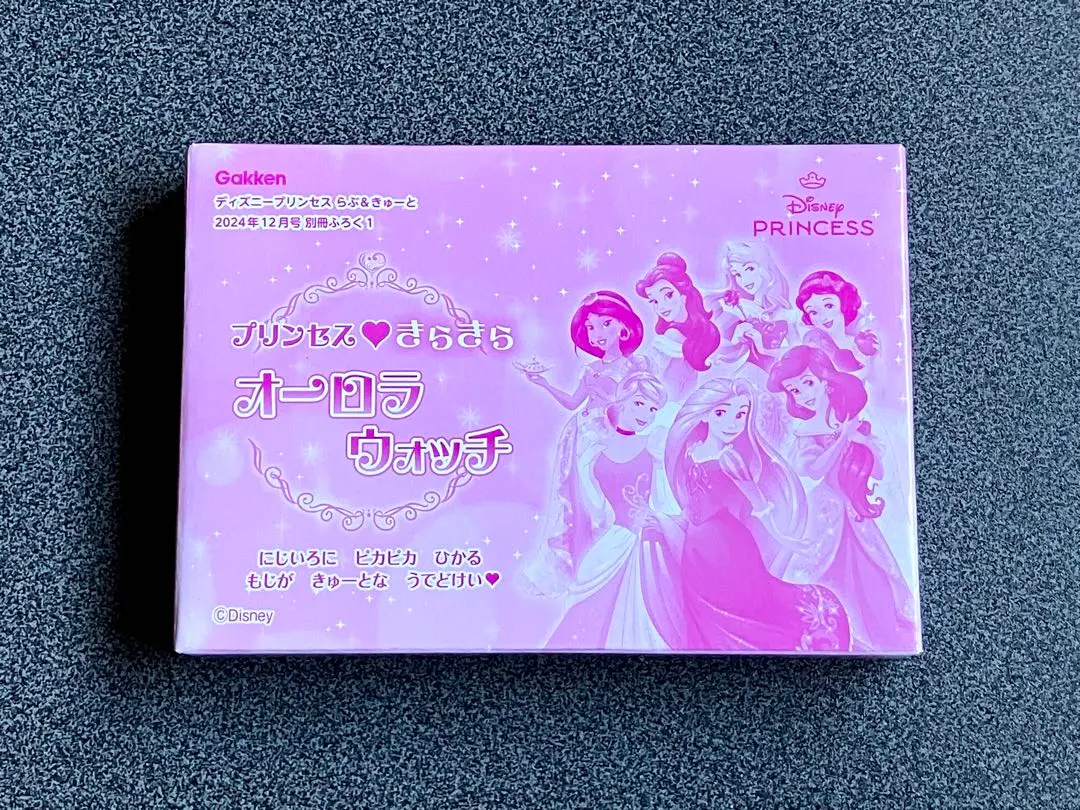 Gakken
ディズニープリンセス らぶ&きゅーと
2024年12月号 別冊ふろく1
Disney
PRINCESS
プリンセス♥きらきら
オーロラ
ウォッチ
にじいろに ピカピカ ひかる
もじが きゅーとな うでどけい♥
©Disney